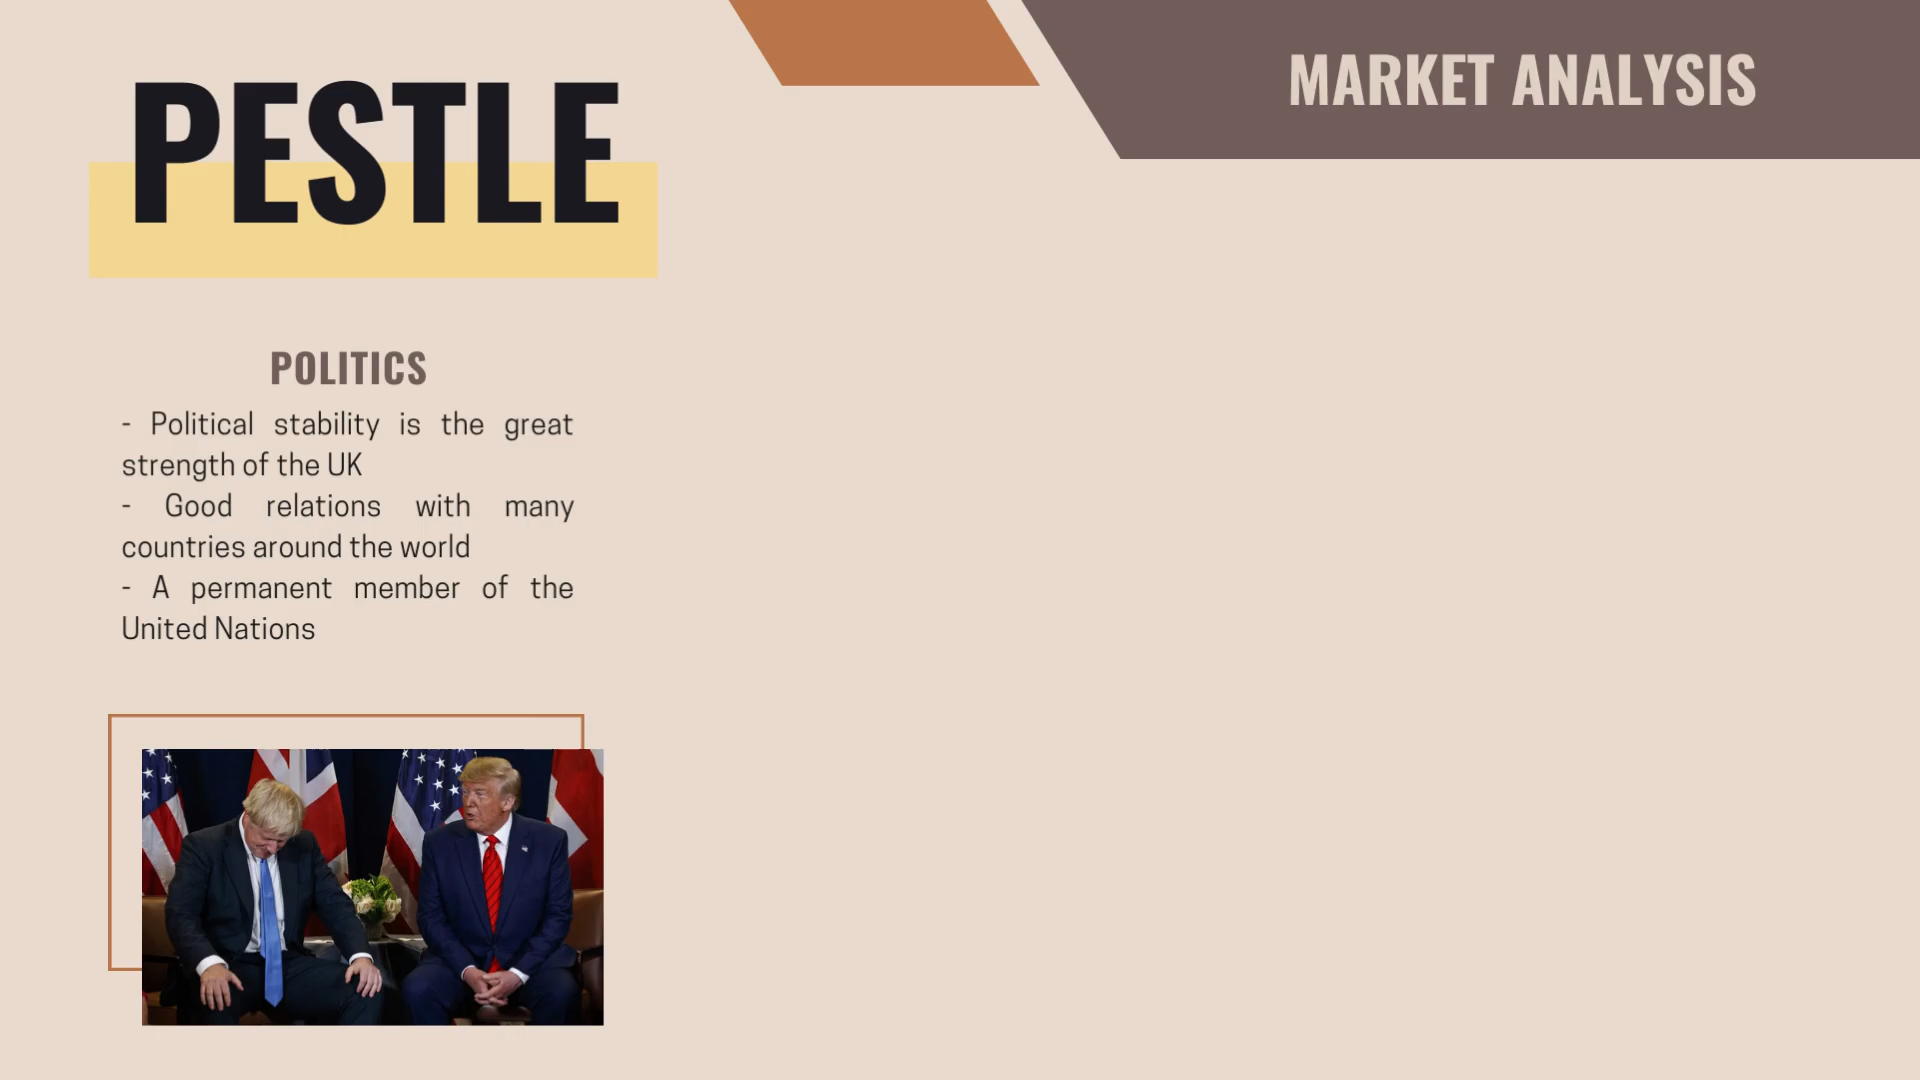 PESTLE
MARKET ANALYSIS
POLITICS
- Political stability is the great
strength of the UK
- Good relations with many
countries around the world
- A permanent member of the
United Nations